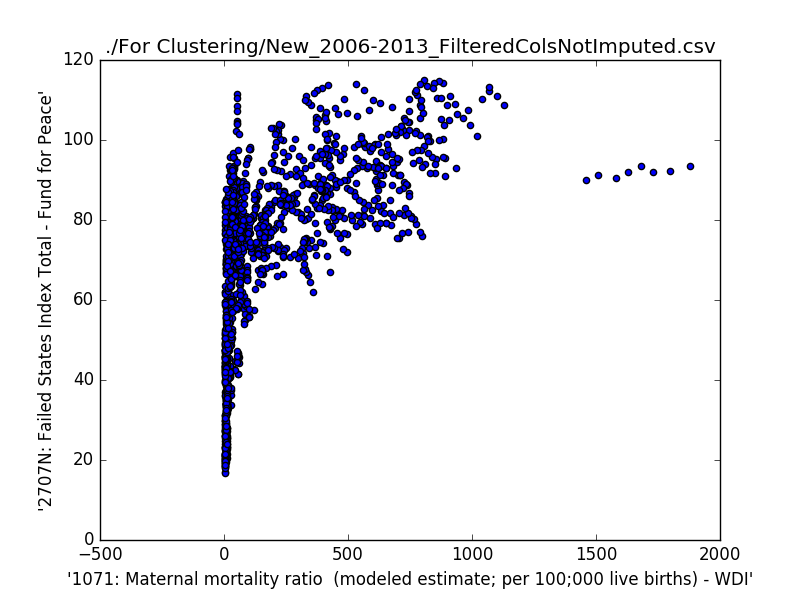 ./For Clustering/New_2006-2013_FilteredColsNotImputed.csv
120
100
80
60
40
20
0
'2707N: Failed States Index Total - Fund for Peace'
−500 0 500 1000 1500 2000
'1071: Maternal mortality ratio  (modeled estimate; per 100;000 live births) - WDI'